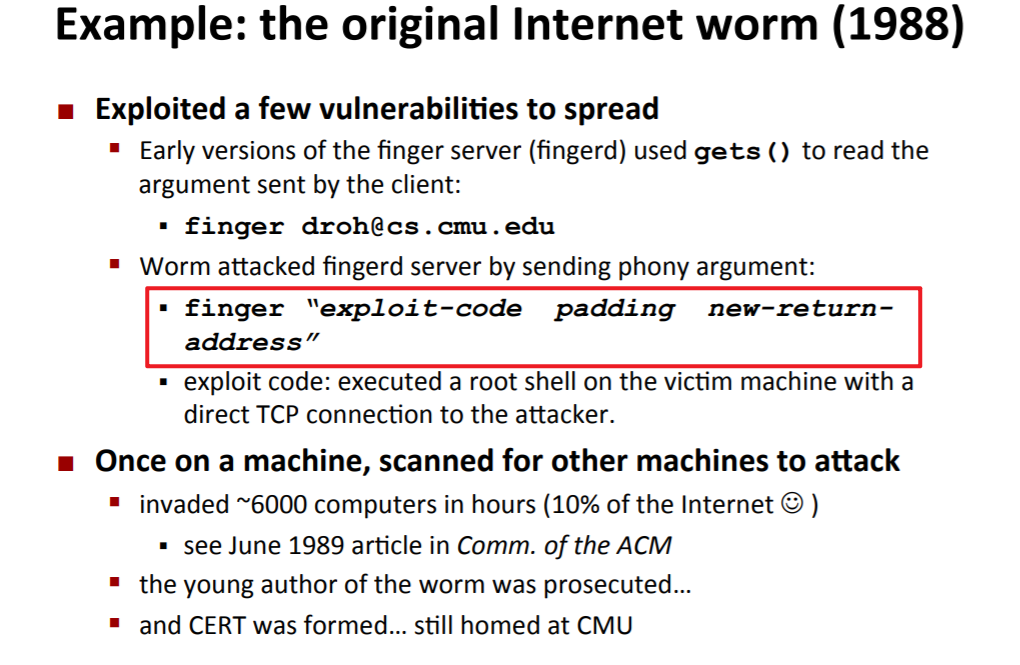 Example: the original Internet worm (1988)
■ Exploited a few vulnerabilities to spread
▪ Early versions of the finger server (fingerd) used gets() to read the
argument sent by the client:
▪ finger droh@cs.cmu.edu
▪ Worm attacked fingerd server by sending phony argument:
▪ finger “exploit-code padding new-return-
address”
▪ exploit code: executed a root shell on the victim machine with a
direct TCP connection to the attacker.
■ Once on a machine, scanned for other machines to attack
▪ invaded ~6000 computers in hours (10% of the Internet ☺ )
▪ see June 1989 article in Comm. of the ACM
▪ the young author of the worm was prosecuted…
▪ and CERT was formed… still homed at CMU